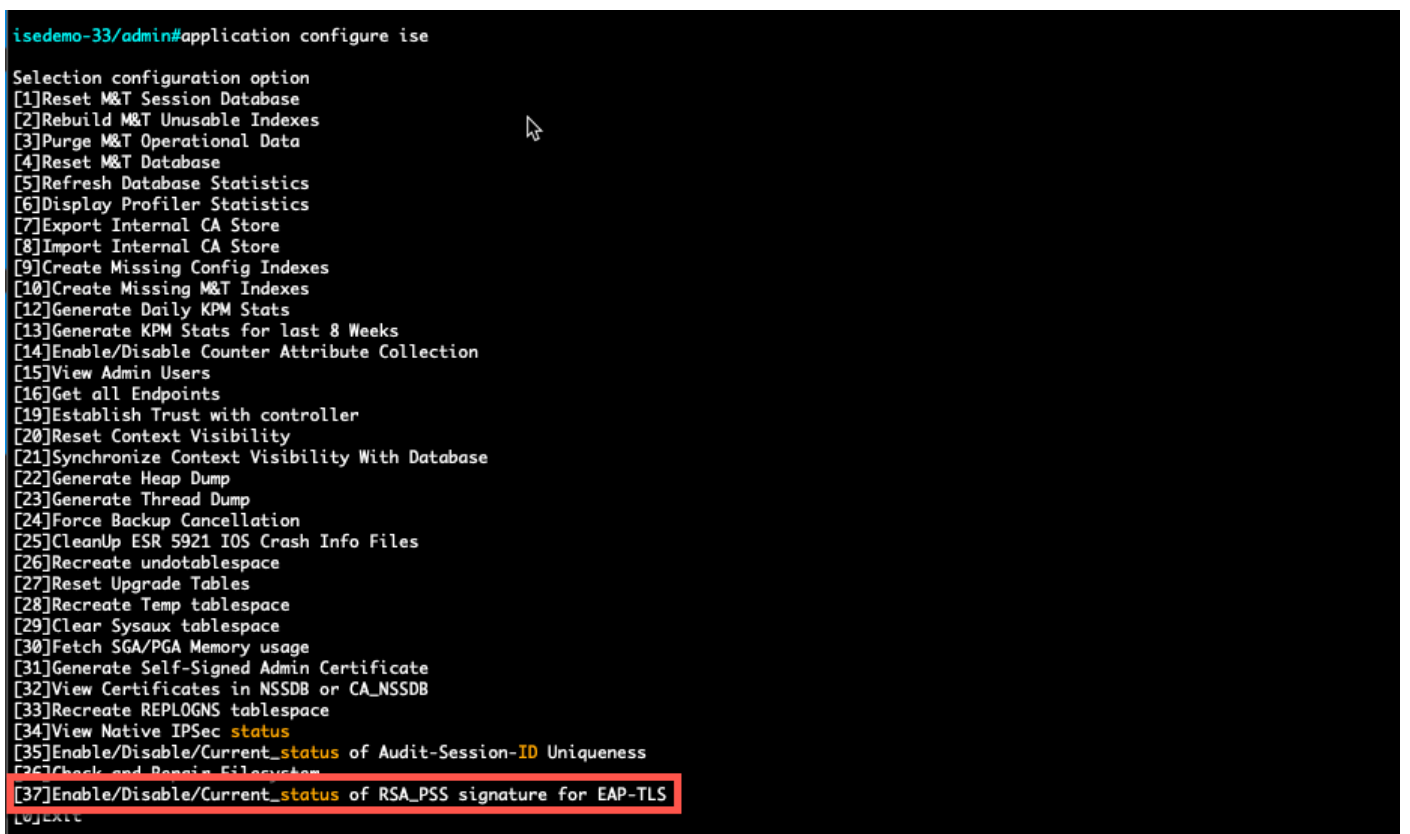 isedemo-33/admin#application configure ise
Selection configuration option
[1]Reset M&T Session Database
[2]Rebuild M&T Unusable Indexes
[3]Purge M&T Operational Data
[4]Reset M&T Database
[5]Refresh Database Statistics
[6]Display Profiler Statistics
[7]Export Internal CA Store
[8]Import Internal CA Store
[9]Create Missing Config Indexes
[10]Create Missing M&T Indexes
[12]Generate Daily KPM Stats
[13]Generate KPM Stats for last 8 Weeks
[14]Enable/Disable Counter Attribute Collection
[15]View Admin Users
[16]Get all Endpoints
[19]Establish Trust with controller
[20]Reset Context Visibility
[21]Synchronize Context Visibility With Database
[22]Generate Heap Dump
[23]Generate Thread Dump
[24]Force Backup Cancellation
[25]CleanUp ESR 5921 IOS Crash Info Files
[26]Recreate undotablespace
[27]Reset Upgrade Tables
[28]Recreate Temp tablespace
[29]Clear Sysaux tablespace
[30]Fetch SGA/PGA Memory usage
[31]Generate Self-Signed Admin Certificate
[32]View Certificates in NSSDB or CA_NSSDB
[33]Recreate REPLOGNS tablespace
[34]View Native IPSec status
[35]Enable/Disable/Current_status of Audit-Session-ID Uniqueness
[36]Check and Repair Filesystem
[37]Enable/Disable/Current_status of RSA_PSS signature for EAP-TLS
[0]Exit